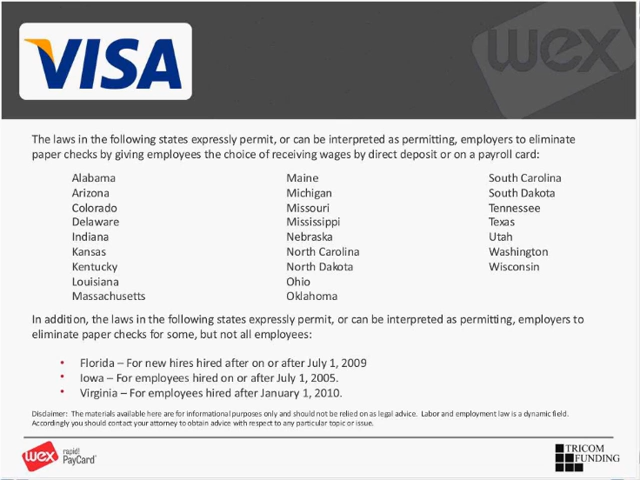 VISA
wex
The laws in the following states expressly permit, or can be interpreted as permitting, employers to eliminate
paper checks by giving employees the choice of receiving wages by direct deposit or on a payroll card:
Alabama
Arizona
Colorado
Delaware
Indiana
Kansas
Kentucky
Louisiana
Massachusetts
Maine
Michigan
Missouri
Mississippi
Nebraska
North Carolina
North Dakota
Ohio
Oklahoma
South Carolina
South Dakota
Tennessee
Texas
Utah
Washington
Wisconsin
In addition, the laws in the following states expressly permit, or can be interpreted as permitting, employers to
eliminate paper checks for some, but not all employees:
• Florida – For new hires hired after on or after July 1, 2009
• Iowa – For employees hired on or after July 1, 2005.
• Virginia – For employees hired after January 1, 2010.
Disclaimer: The materials available here are for informational purposes only and should not be relied on as legal advice. Labor and employment law is a dynamic field.
Accordingly you should contact your attorney to obtain advice with respect to any particular topic or issue.
wex
rapid!
PayCard
TRICOM
FUNDING